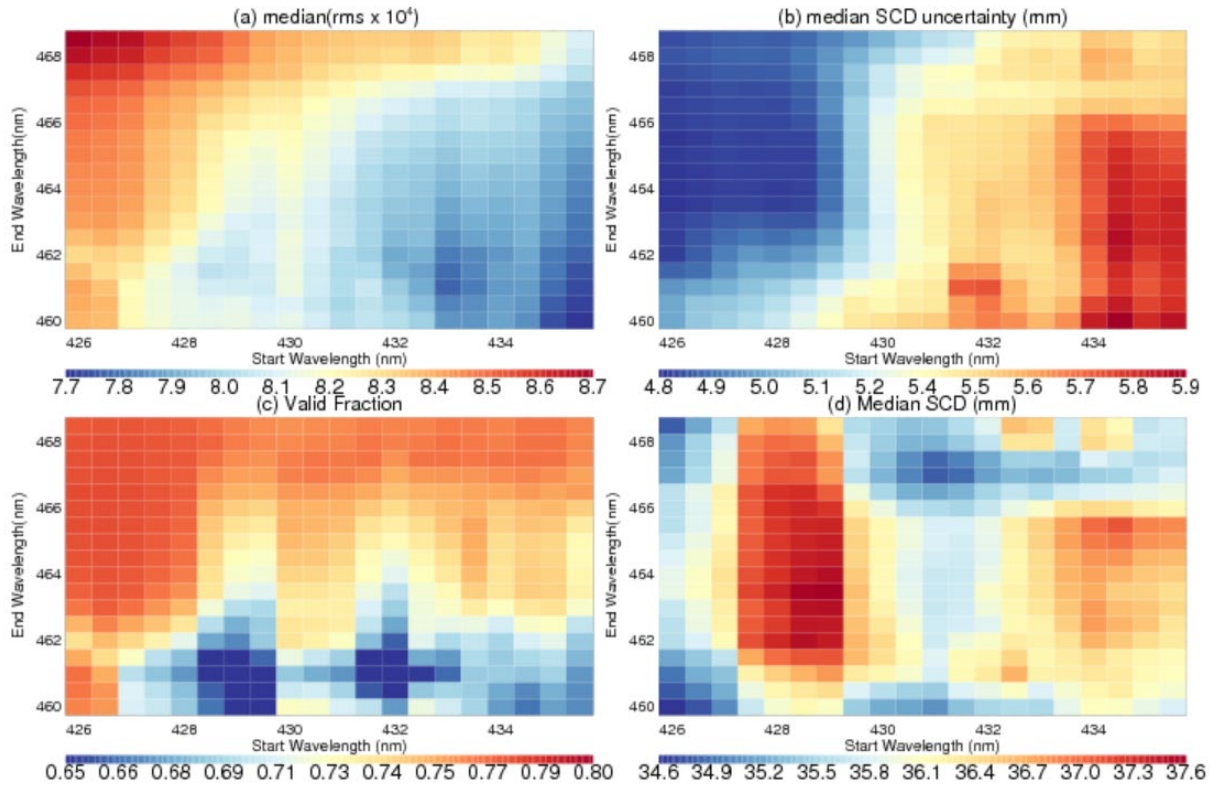 (a) median(rms x 10⁴)
(b) median SCD uncertainty (mm)
End Wavelength(nm)
468
466
464
462
460
426 428 430 432 434
Start Wavelength (nm)
7.7 7.8 7.9 8.0 8.1 8.2 8.3 8.4 8.5 8.6 8.7
End Wavelength(nm)
468
466
464
462
460
426 428 430 432 434
Start Wavelength (nm)
4.8 4.9 5.0 5.1 5.2 5.4 5.5 5.6 5.7 5.8 5.9
(c) Valid Fraction
(d) Median SCD (mm)
End Wavelength(nm)
468
466
464
462
460
426 428 430 432 434
Start Wavelength (nm)
0.65 0.66 0.68 0.69 0.71 0.73 0.74 0.75 0.77 0.79 0.80
End Wavelength(nm)
468
466
464
462
460
426 428 430 432 434
Start Wavelength (nm)
34.6 34.9 35.2 35.5 35.8 36.1 36.4 36.7 37.0 37.3 37.6